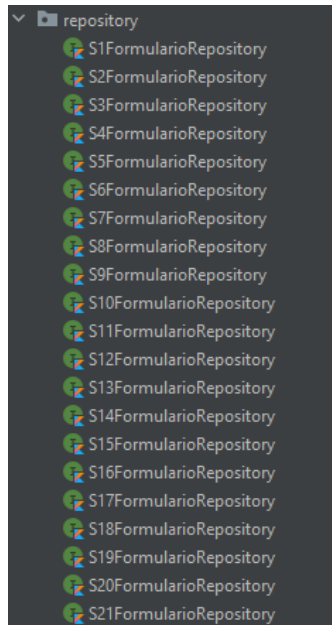 repository
S1FormularioRepository
S2FormularioRepository
S3FormularioRepository
S4FormularioRepository
S5FormularioRepository
S6FormularioRepository
S7FormularioRepository
S8FormularioRepository
S9FormularioRepository
S10FormularioRepository
S11FormularioRepository
S12FormularioRepository
S13FormularioRepository
S14FormularioRepository
S15FormularioRepository
S16FormularioRepository
S17FormularioRepository
S18FormularioRepository
S19FormularioRepository
S20FormularioRepository
S21FormularioRepository